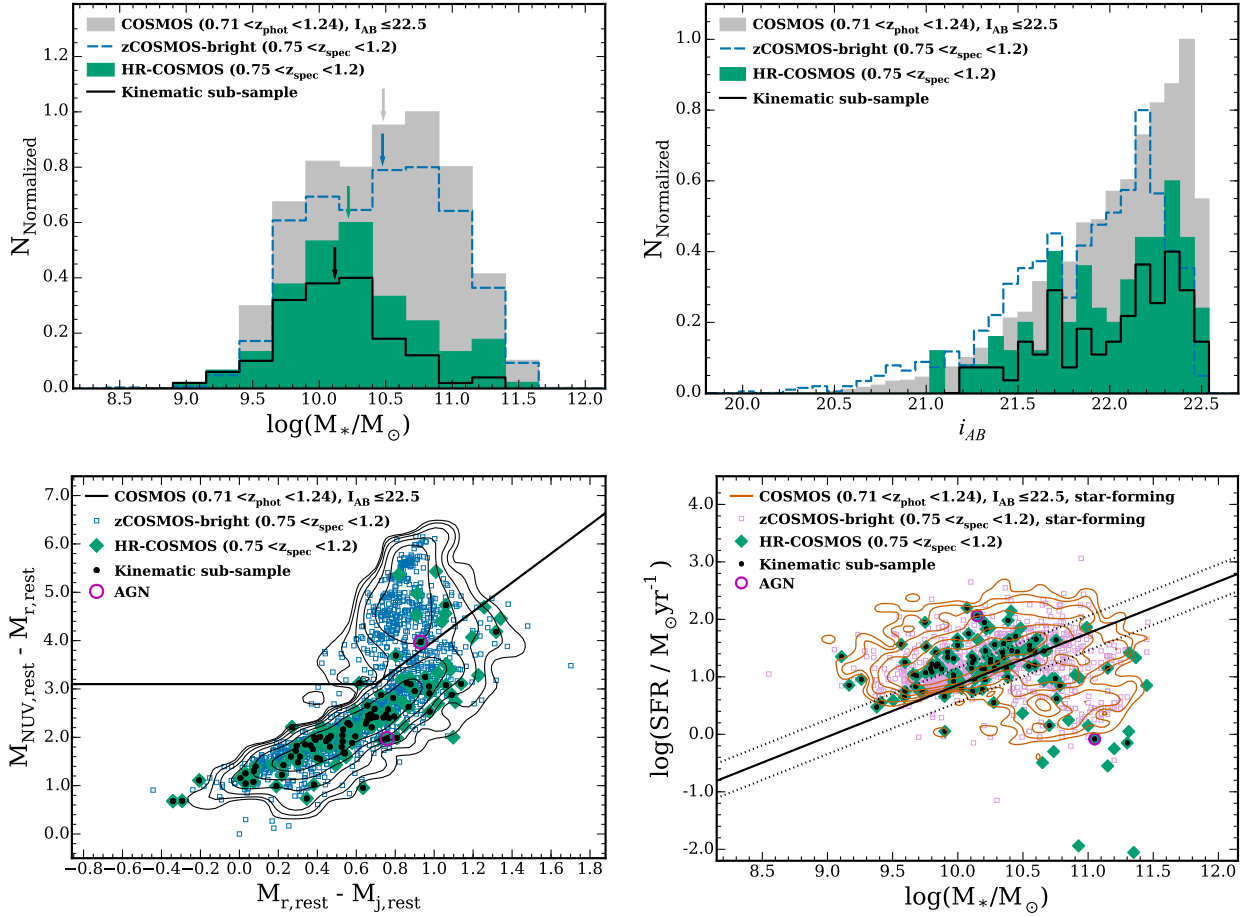 COSMOS (0.71<z_phot<1.24), I_AB≤22.5
zCOSMOS-bright (0.75<z_spec<1.2)
HR-COSMOS (0.75<z_spec<1.2)
Kinematic sub-sample
N_Normalized
1.2
1.0
0.8
0.6
0.4
0.2
0.0
8.5 9.0 9.5 10.0 10.5 11.0 11.5 12.0
log(M_*/M_⊙)
COSMOS (0.71<z_phot<1.24), I_AB≤22.5
zCOSMOS-bright (0.75<z_spec<1.2)
HR-COSMOS (0.75<z_spec<1.2)
Kinematic sub-sample
N_Normalized
1.0
0.8
0.6
0.4
0.2
0.0
20.0 20.5 21.0 21.5 22.0 22.5
i_AB
COSMOS (0.71<z_phot<1.24), I_AB≤22.5
zCOSMOS-bright (0.75<z_spec<1.2)
HR-COSMOS (0.75<z_spec<1.2)
Kinematic sub-sample
AGN
M_NUV,rest - M_r,rest
7.0
6.0
5.0
4.0
3.0
2.0
1.0
0.0
−0.8 −0.6 −0.4 −0.2 0.0 0.2 0.4 0.6 0.8 1.0 1.2 1.4 1.6 1.8
M_r,rest - M_j,rest
COSMOS (0.71<z_phot<1.24), I_AB≤22.5, star-forming
zCOSMOS-bright (0.75<z_spec<1.2), star-forming
HR-COSMOS (0.75<z_spec<1.2)
Kinematic sub-sample
AGN
log(SFR / M_⊙yr^-1 )
4.0
3.0
2.0
1.0
0.0
-1.0
-2.0
8.5 9.0 9.5 10.0 10.5 11.0 11.5 12.0
log(M_*/M_⊙)